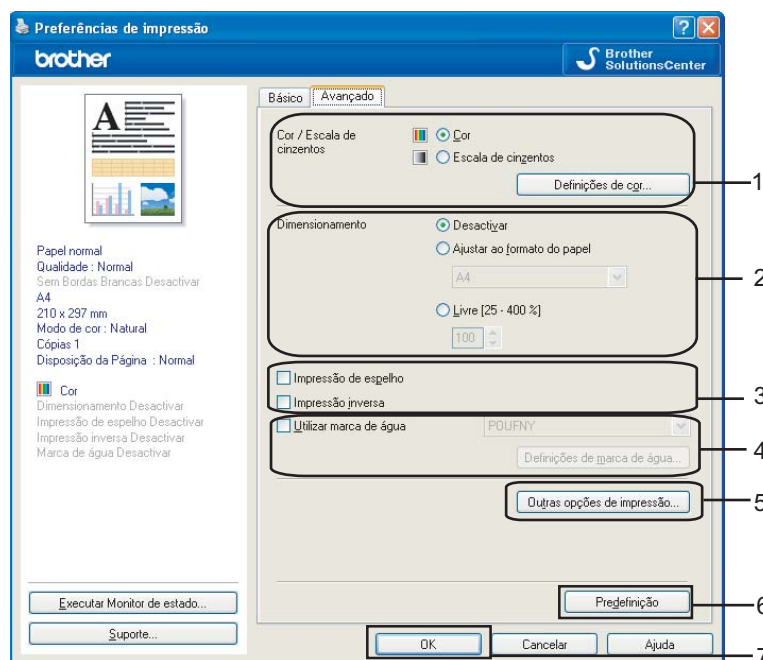 Preferências de impressão
brother
Brother
SolutionsCenter
Básico
Avançado
A
Papel normal
Qualidade : Normal
Sem Bordas Brancas Desactivar
A4
210 x 297 mm
Modo de cor : Natural
Cópias 1
Disposição da Página : Normal
Cor
Dimensionamento Desactivar
Impressão de espelho Desactivar
Impressão inversa Desactivar
Marca de água Desactivar
Executar Monitor de estado...
Suporte...
Cor / Escala de
cinzentos
Cor
Escala de cinzentos
Definições de cor...
1
Dimensionamento
Desactivar
Ajustar ao formato do papel
A4
Livre [25 - 400 %]
100
2
Impressão de espelho
Impressão inversa
3
Utilizar marca de água
POUFNY
Definições de marca de água...
4
Outras opções de impressão...
5
Predefinição
6
OK
Cancelar
Ajuda
7